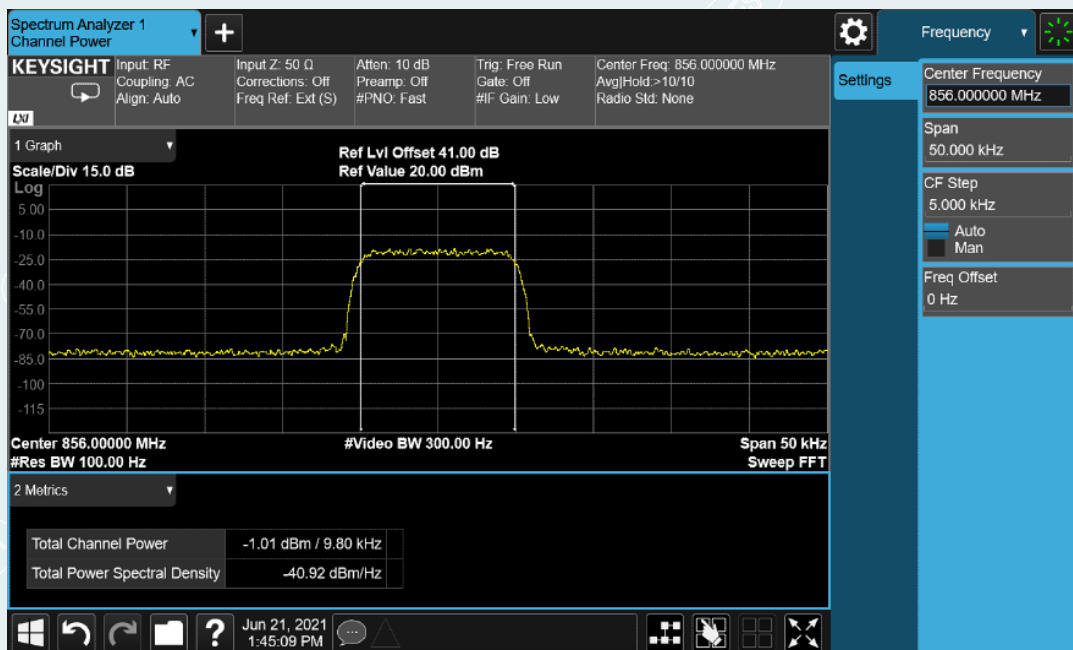 Spectrum Analyzer 1
Channel Power
+
Frequency
KEYSIGHT
LXI
Input: RF
Coupling: AC
Align: Auto
Input Z: 50 Ω
Corrections: Off
Freq Ref: Ext (S)
Atten: 10 dB
Preamp: Off
#PNO: Fast
Trig: Free Run
Gate: Off
#IF Gain: Low
Center Freq: 856.000000 MHz
Avg|Hold:>10/10
Radio Std: None
Settings
Center Frequency
856.000000 MHz
Span
50.000 kHz
CF Step
5.000 kHz
Auto
Man
Freq Offset
0 Hz
1 Graph
Scale/Div 15.0 dB
Ref Lvl Offset 41.00 dB
Ref Value 20.00 dBm
Log
5.00
-10.0
-25.0
-40.0
-55.0
-70.0
-85.0
-100
-115
Center 856.00000 MHz
#Video BW 300.00 Hz
Span 50 kHz
#Res BW 100.00 Hz
Sweep FFT
2 Metrics
Total Channel Power -1.01 dBm / 9.80 kHz
Total Power Spectral Density -40.92 dBm/Hz
?
Jun 21, 2021
1:45:09 PM